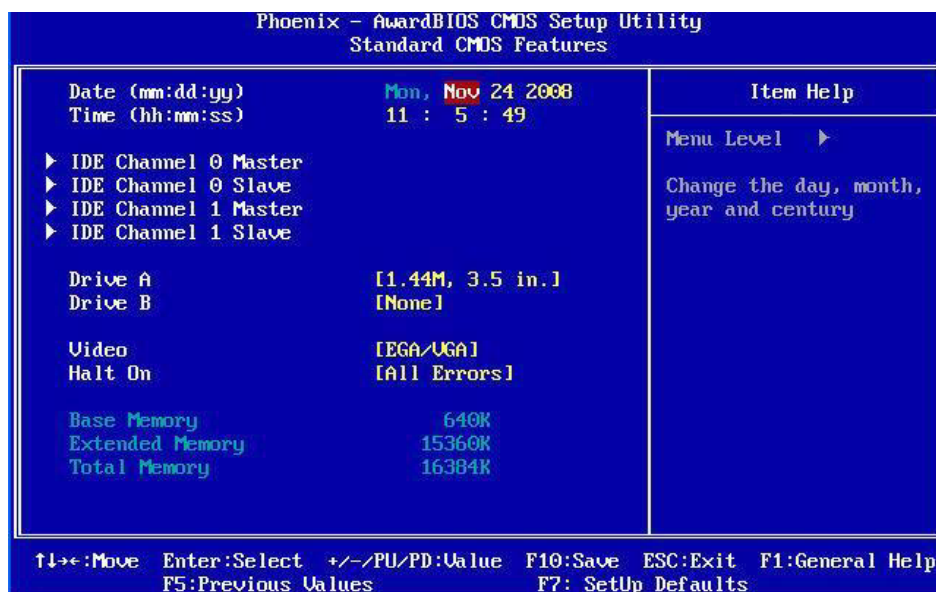 Phoenix - AwardBIOS CMOS Setup Utility
Standard CMOS Features
Date (mm:dd:yy) Mon, Nov 24 2008
Time (hh:mm:ss) 11 : 5 : 49
IDE Channel 0 Master
IDE Channel 0 Slave
IDE Channel 1 Master
IDE Channel 1 Slave
Drive A [1.44M, 3.5 in.]
Drive B [None]
Video [EGA/VGA]
Halt On [All Errors]
Base Memory 640K
Extended Memory 15360K
Total Memory 16384K
Item Help
Menu Level ▶
Change the day, month,
year and century
↑↓→←:Move Enter:Select +/-/PU/PD:Value F10:Save ESC:Exit F1:General Help
F5:Previous Values F7: SetUp Defaults